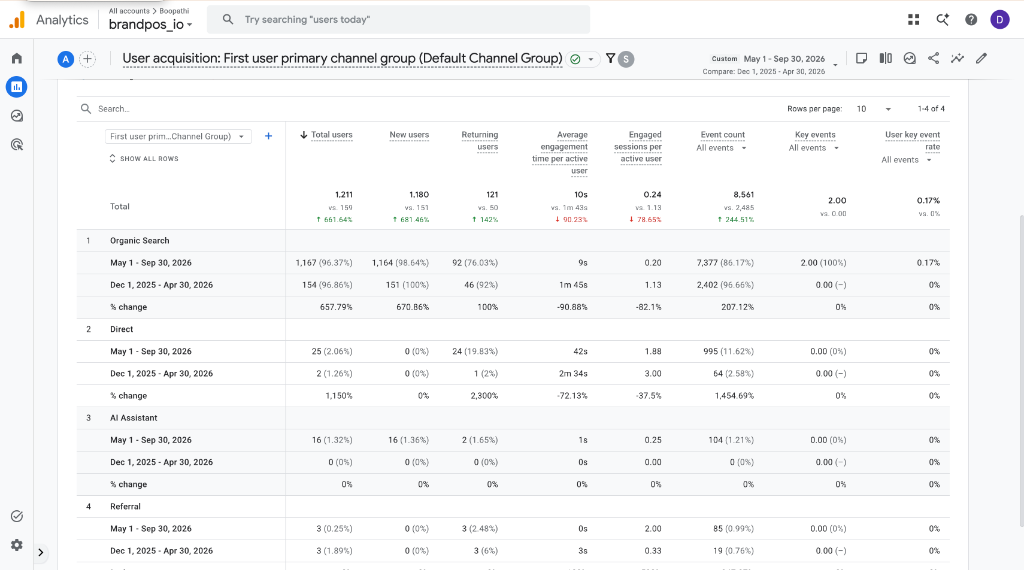 Analytics
All accounts > Boopathi
brandpos_io
Try searching "users today"
D
A
User acquisition: First user primary channel group (Default Channel Group)
S
Custom May 1 - Sep 30, 2026
Compare: Dec 1, 2025 - Apr 30, 2026
Search...
Rows per page: 10 1-4 of 4
First user prim...Channel Group)
SHOW ALL ROWS
Total users
New users
Returning users
Average engagement time per active user
Engaged sessions per active user
Event count
All events
Key events
All events
User key event rate
All events
Total
1,211 1,180 121 10s 0.24 8,561 2.00 0.17%
vs. 159 vs. 151 vs. 50 vs. 1m 43s vs. 1.13 vs. 2,485 vs. 0.00 vs. 0%
↑ 661.64% ↑ 681.46% ↑ 142% ↓ 90.23% ↓ 78.65% ↑ 244.51%
1 Organic Search
May 1 - Sep 30, 2026 1,167 (96.37%) 1,164 (98.64%) 92 (76.03%) 9s 0.20 7,377 (86.17%) 2.00 (100%) 0.17%
Dec 1, 2025 - Apr 30, 2026 154 (96.86%) 151 (100%) 46 (92%) 1m 45s 1.13 2,402 (96.66%) 0.00 (–) 0%
% change 657.79% 670.86% 100% -90.88% -82.1% 207.12% 0% 0%
2 Direct
May 1 - Sep 30, 2026 25 (2.06%) 0 (0%) 24 (19.83%) 42s 1.88 995 (11.62%) 0.00 (0%) 0%
Dec 1, 2025 - Apr 30, 2026 2 (1.26%) 0 (0%) 1 (2%) 2m 34s 3.00 64 (2.58%) 0.00 (–) 0%
% change 1,150% 0% 2,300% -72.13% -37.5% 1,454.69% 0% 0%
3 AI Assistant
May 1 - Sep 30, 2026 16 (1.32%) 16 (1.36%) 2 (1.65%) 1s 0.25 104 (1.21%) 0.00 (0%) 0%
Dec 1, 2025 - Apr 30, 2026 0 (0%) 0 (0%) 0 (0%) 0s 0.00 0 (0%) 0.00 (–) 0%
% change 0% 0% 0% 0% 0% 0% 0% 0%
4 Referral
May 1 - Sep 30, 2026 3 (0.25%) 0 (0%) 3 (2.48%) 0s 2.00 85 (0.99%) 0.00 (0%) 0%
Dec 1, 2025 - Apr 30, 2026 3 (1.89%) 0 (0%) 3 (6%) 3s 0.33 19 (0.76%) 0.00 (–) 0%